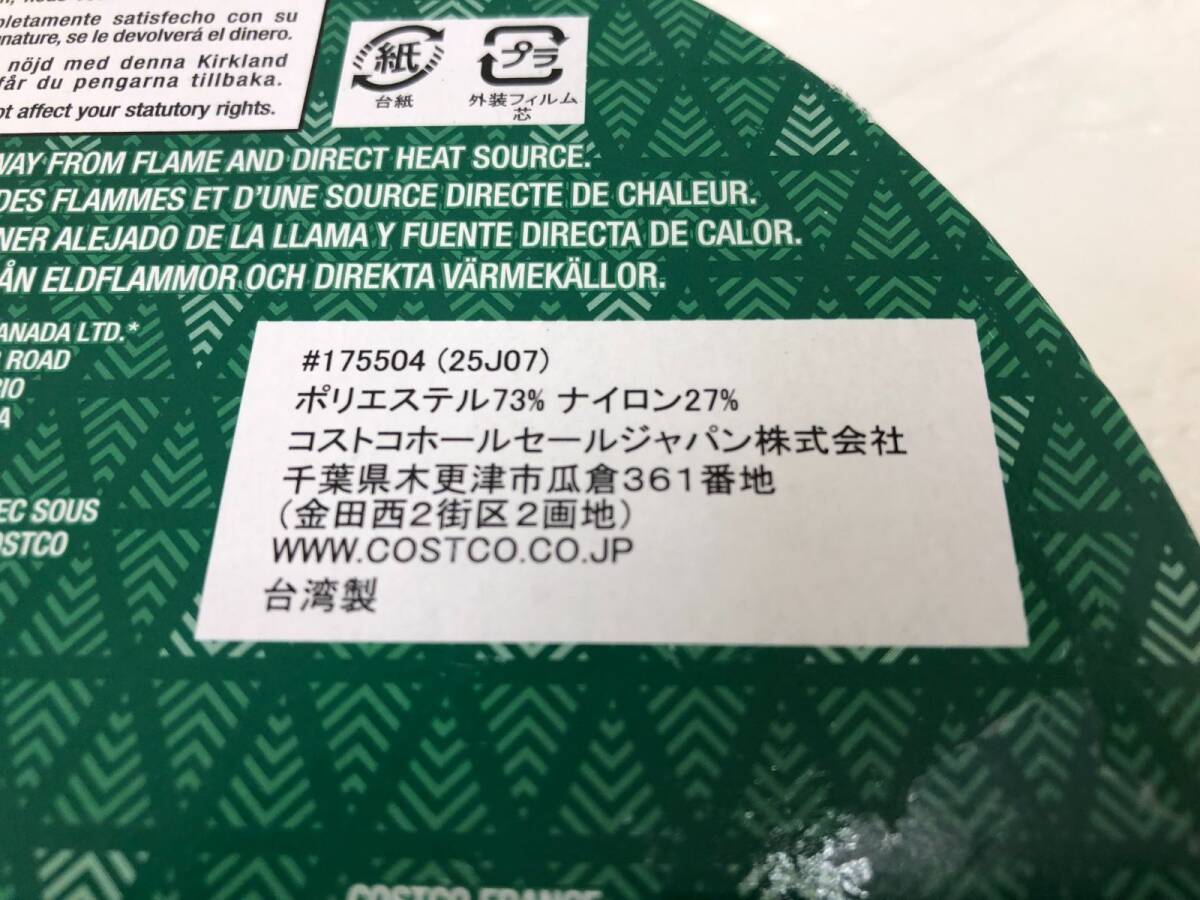 pletamente satisfecho con su
nature, se le devolverá el dinero.
nöjd med denna Kirkland
får du pengarna tillbaka.
ot affect your statutory rights.
紙
台紙
プラ
外装フィルム
芯
WAY FROM FLAME AND DIRECT HEAT SOURCE.
DES FLAMMES ET D'UNE SOURCE DIRECTE DE CHALEUR.
NER ALEJADO DE LA LLAMA Y FUENTE DIRECTA DE CALOR.
ÅN ELDFLAMMOR OCH DIREKTA VÄRMEKÄLLOR.
ANADA LTD.*
ROAD
IO
A
EC SOUS
OSTCO
#175504 (25J07)
ポリエステル73% ナイロン27%
コストコホールセールジャパン株式会社
千葉県木更津市瓜倉361番地
(金田西2街区2画地)
WWW.COSTCO.CO.JP
台湾製
COSTCO FRANCE